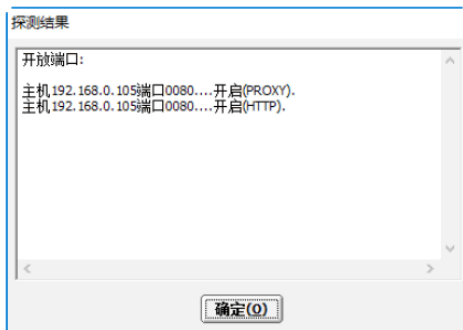 探测结果
开放端口:
主机192.168.0.105端口0080....开启(PROXY).
主机192.168.0.105端口0080....开启(HTTP).
确定(O)